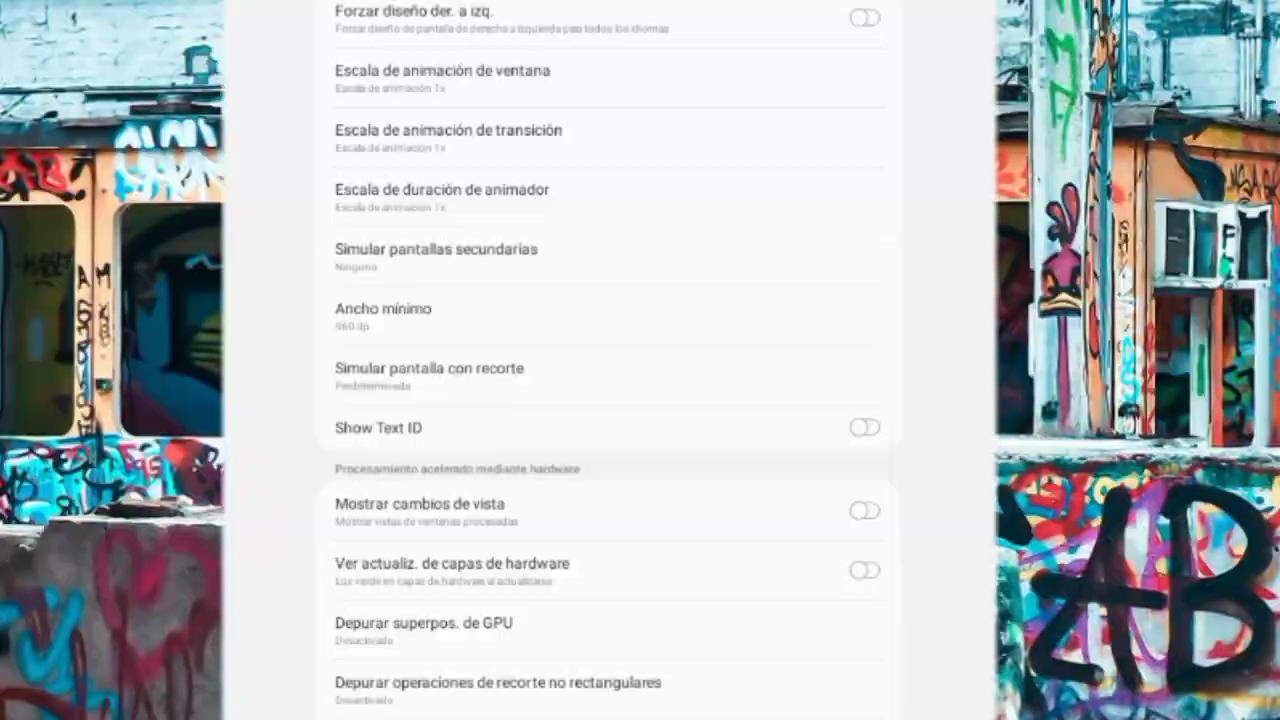 Forzar diseño der. a izq.
Forzar diseño de pantalla de derecha a izquierda para todos los idiomas
Escala de animación de ventana
Escala de animación 1x
Escala de animación de transición
Escala de animación 1x
Escala de duración de animador
Escala de animación 1x
Simular pantallas secundarias
Ninguno
Ancho mínimo
960 dp
Simular pantalla con recorte
Predeterminada
Show Text ID
Procesamiento acelerado mediante hardware
Mostrar cambios de vista
Mostrar vistas de ventanas procesadas
Ver actualiz. de capas de hardware
Luz verde en capas de hardware al actualizarse
Depurar superpos. de GPU
Desactivado
Depurar operaciones de recorte no rectangulares
Desactivado
AB